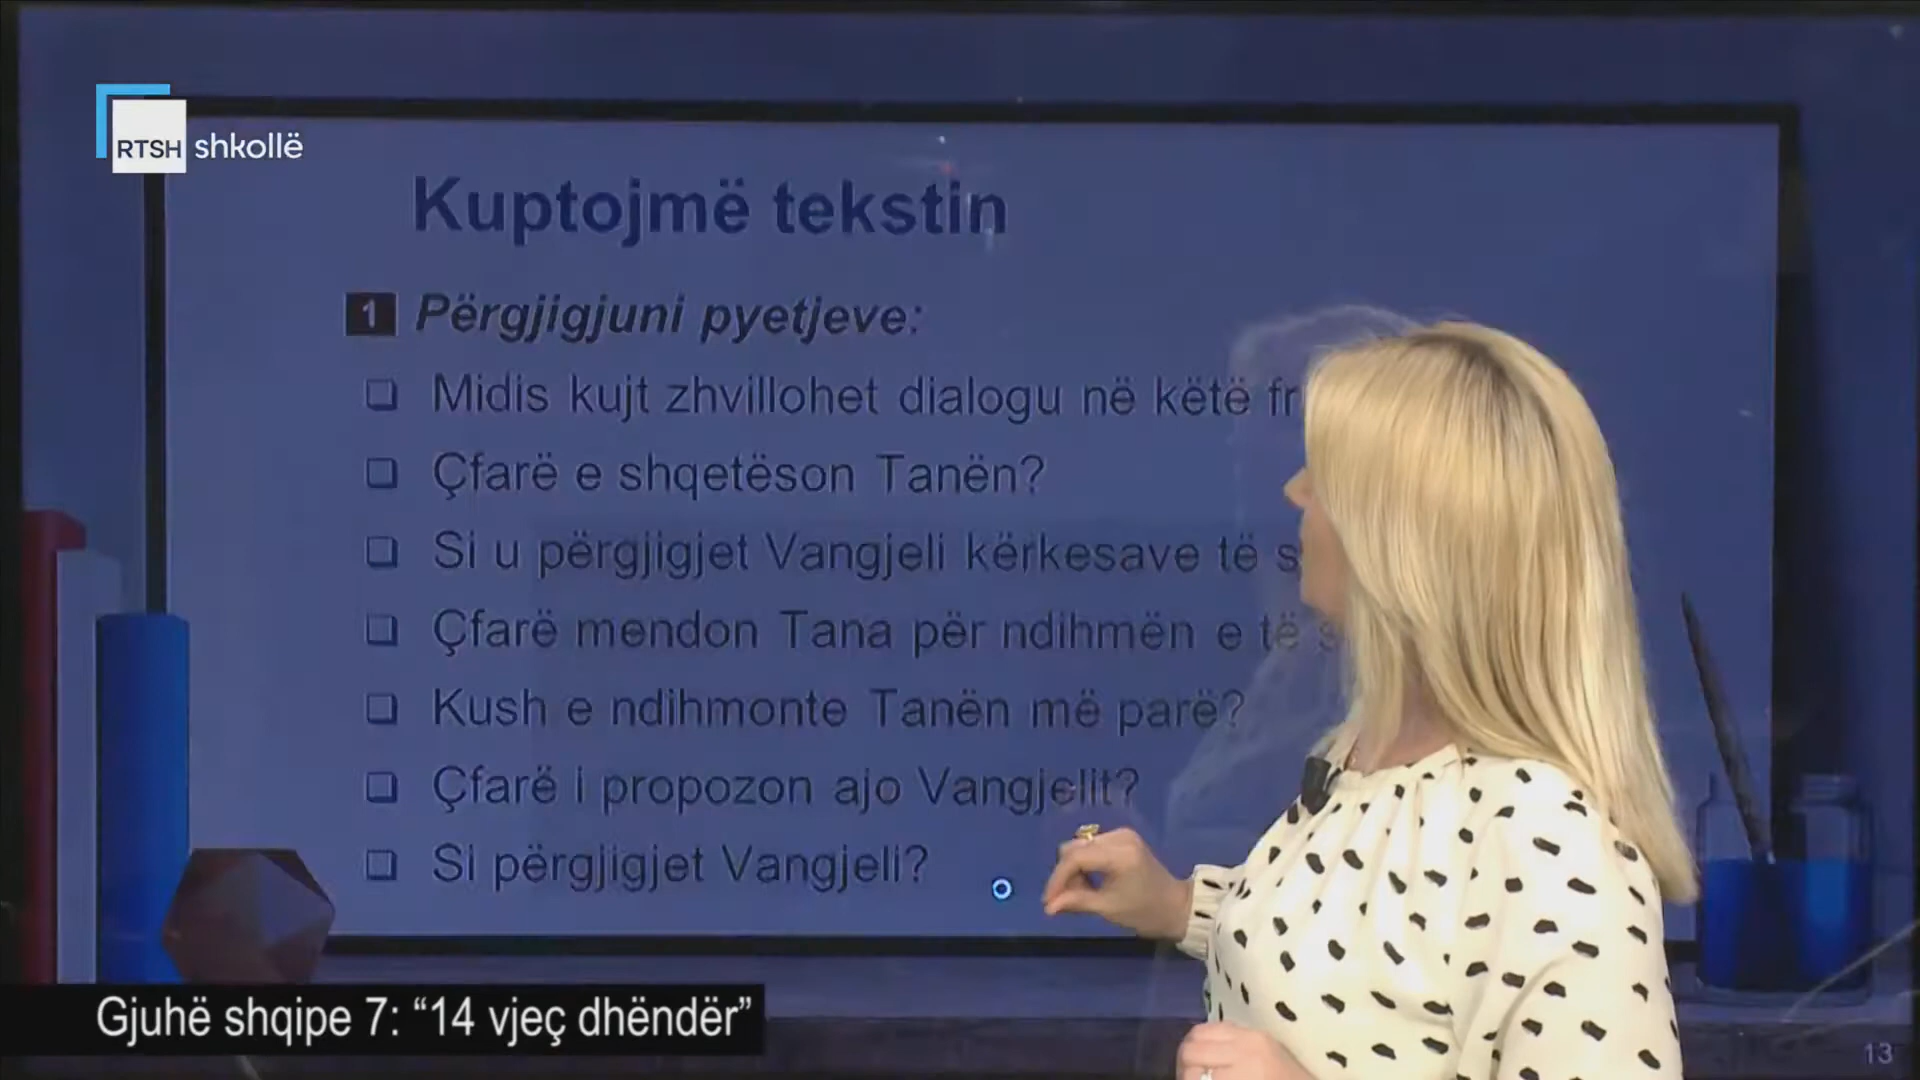 RTSH shkollë
Kuptojmë tekstin
1 Përgjigjuni pyetjeve:
Midis kujt zhvillohet dialogu në këtë
Çfarë e shqetëson Tanën?
Si u përgjigjet Vangjeli kërkesave të
Çfarë mendon Tana për ndihmën e të
Kush e ndihmonte Tanën më parë?
Çfarë i propozon ajo Vangjelit?
Si përgjigjet Vangjeli?
Gjuhë shqipe 7: “14 vjeç dhëndër”
13